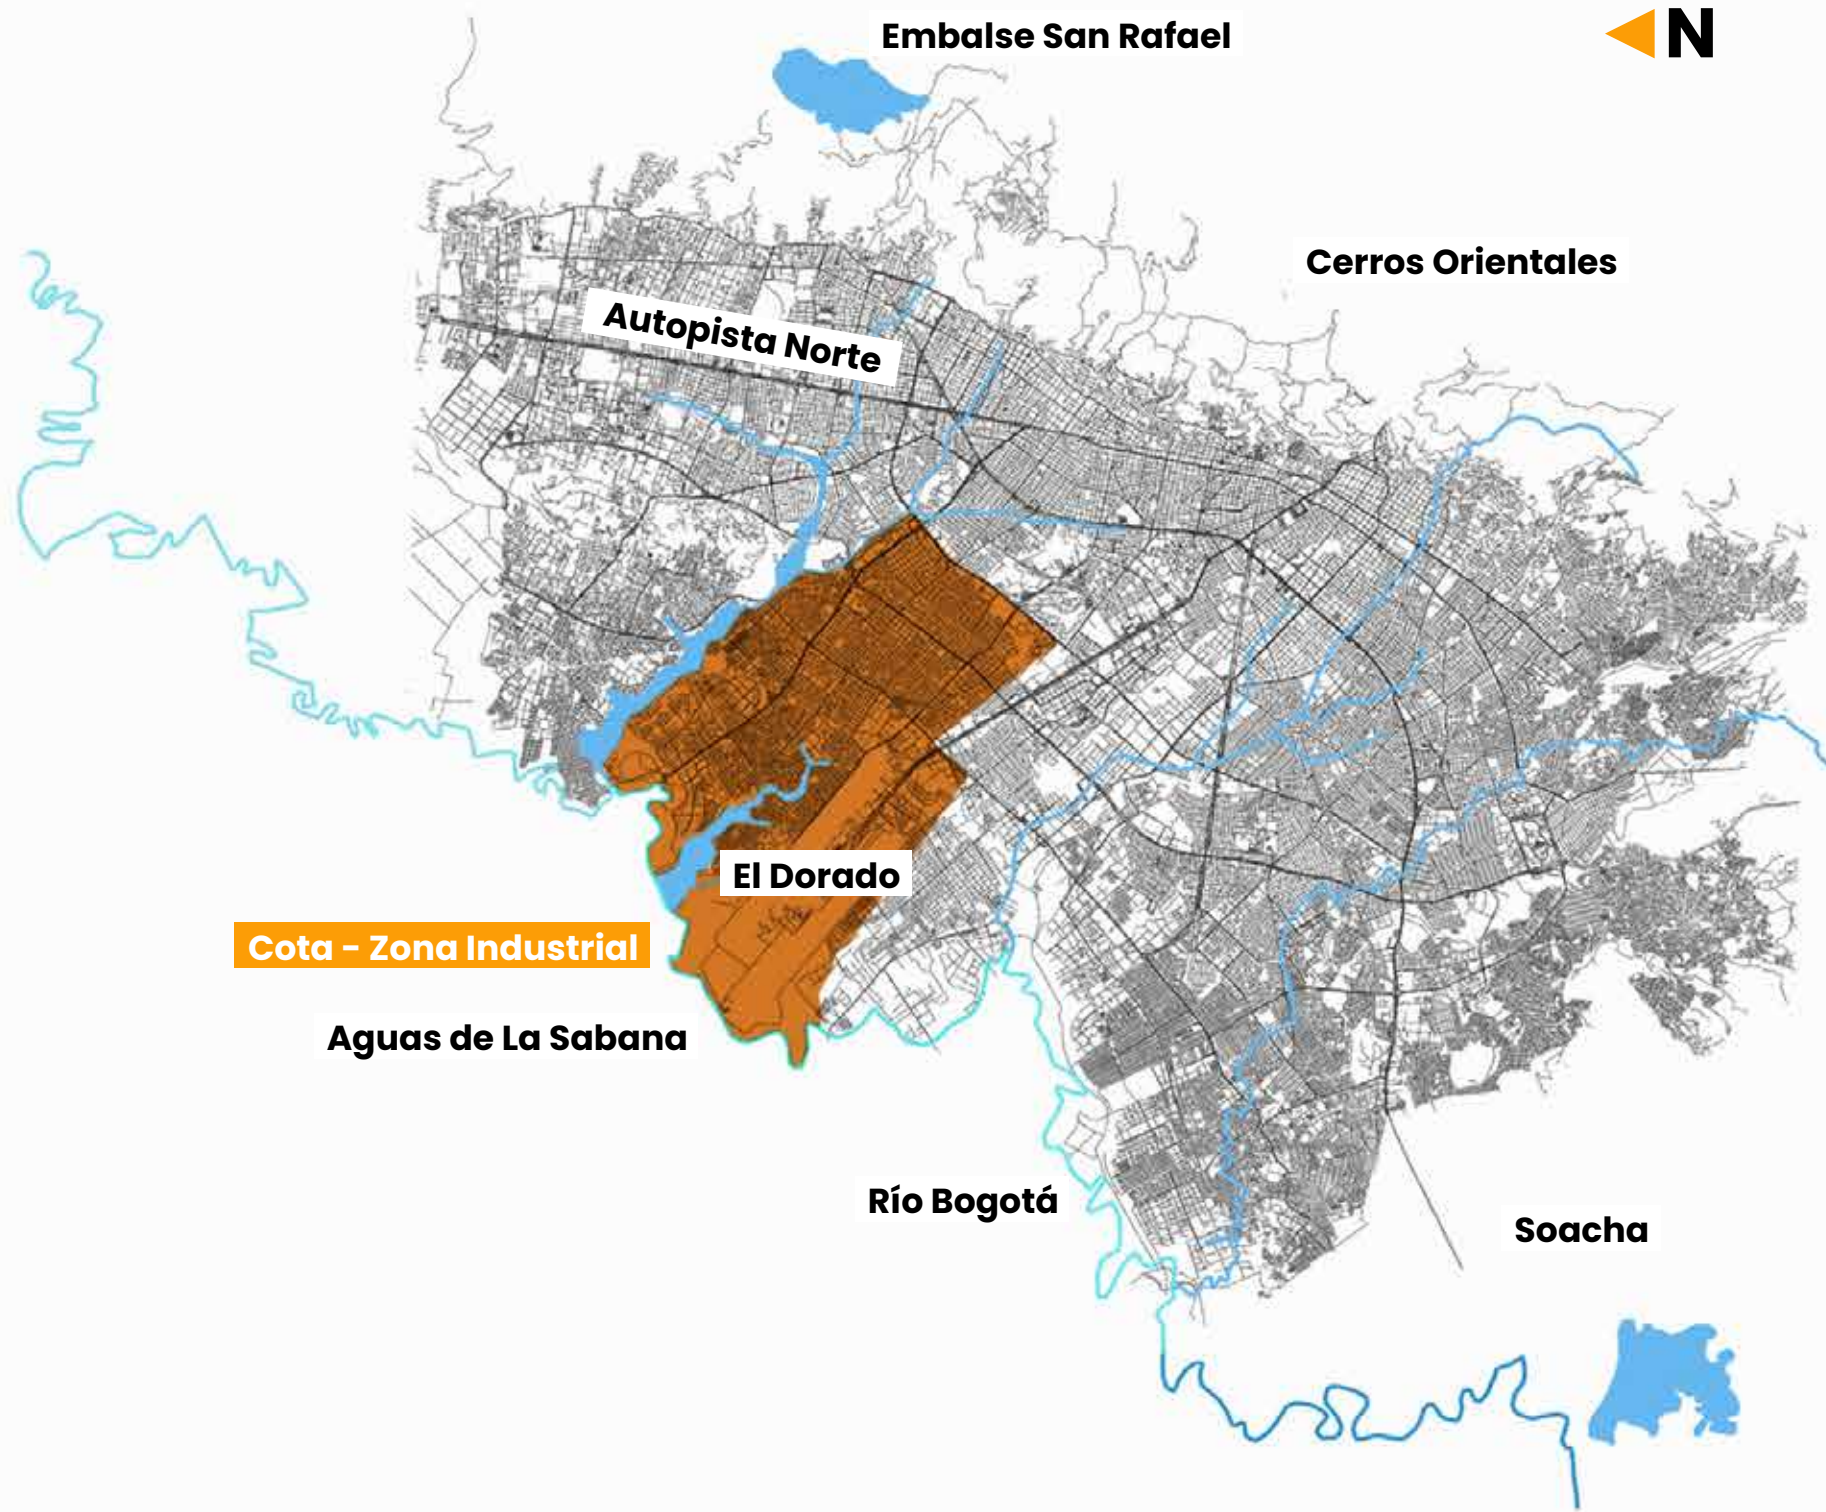 Embalse San Rafael
N
Cerros Orientales
Autopista Norte
El Dorado
Cota - Zona Industrial
Aguas de La Sabana
Río Bogotá
Soacha